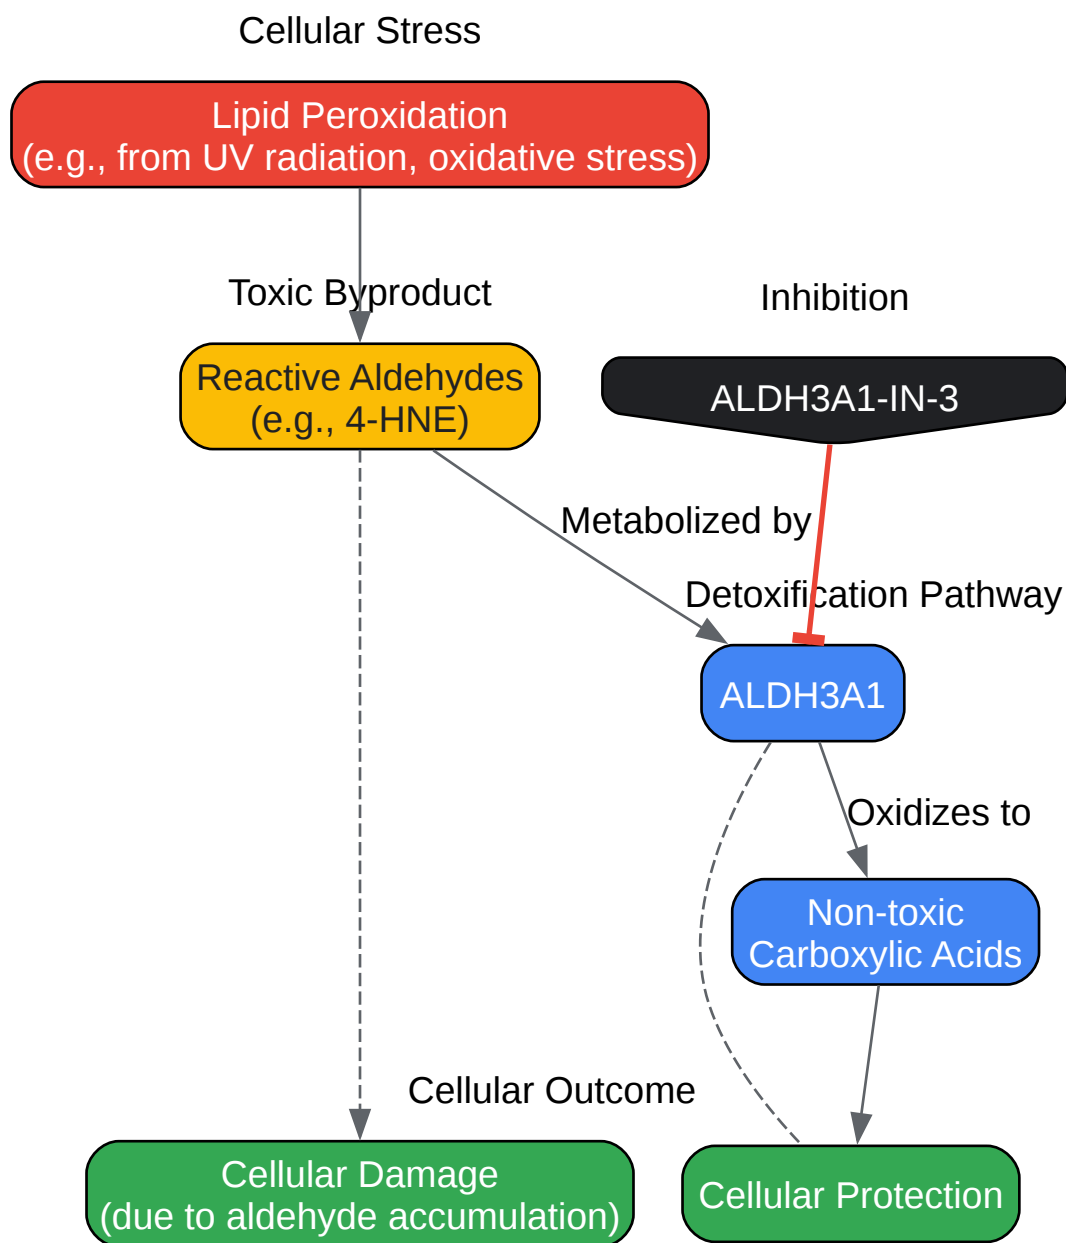 Cellular Stress
Lipid Peroxidation
(e.g., from UV radiation, oxidative stress)
Toxic Byproduct
Inhibition
Reactive Aldehydes
(e.g., 4-HNE)
ALDH3A1-IN-3
Metabolized by
Detoxification Pathway
ALDH3A1
Oxidizes to
Non-toxic
Carboxylic Acids
Cellular Outcome
Cellular Damage
(due to aldehyde accumulation)
Cellular Protection